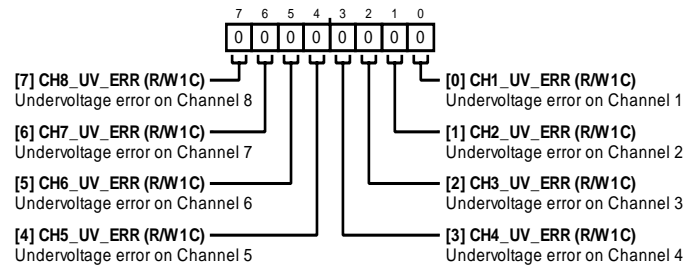 7 6 5 4 3 2 1 0
0 0 0 0 0 0 0 0
[7] CH8_UV_ERR (R/W1C)
Undervoltage error on Channel 8
[6] CH7_UV_ERR (R/W1C)
Undervoltage error on Channel 7
[5] CH6_UV_ERR (R/W1C)
Undervoltage error on Channel 6
[4] CH5_UV_ERR (R/W1C)
Undervoltage error on Channel 5
[0] CH1_UV_ERR (R/W1C)
Undervoltage error on Channel 1
[1] CH2_UV_ERR (R/W1C)
Undervoltage error on Channel 2
[2] CH3_UV_ERR (R/W1C)
Undervoltage error on Channel 3
[3] CH4_UV_ERR (R/W1C)
Undervoltage error on Channel 4